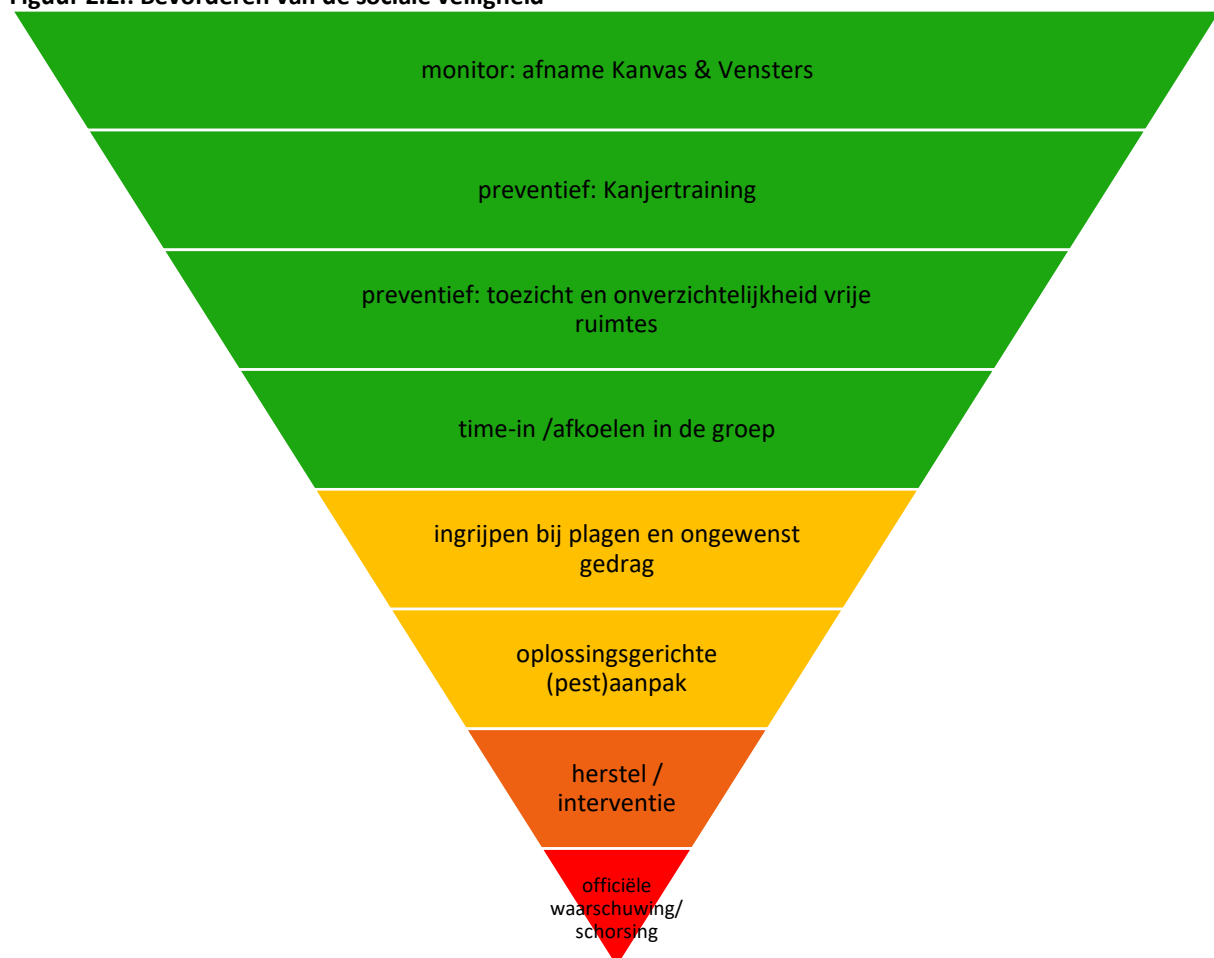 Figuur 2.2.: Bevorderen van de sociale veiligheid
monitor: afname Kanvas & Vensters
preventief: Kanjertraining
preventief: toezicht en onverzichtelijkheid vrije
ruimtes
time-in /afkoelen in de groep
ingrijpen bij plagen en ongewenst
gedrag
oplossingsgerichte
(pest)aanpak
herstel /
interventie
officiële
waarschuwing/
schorsing